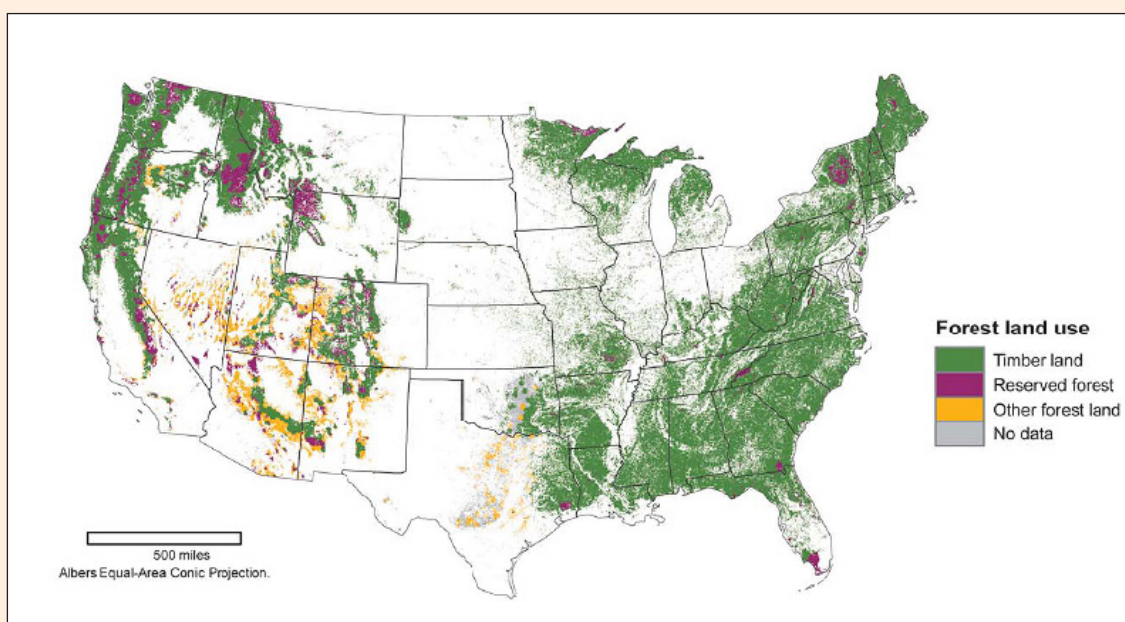 Forest land use
Timber land
Reserved forest
Other forest land
No data
500 miles
Albers Equal-Area Conic Projection.